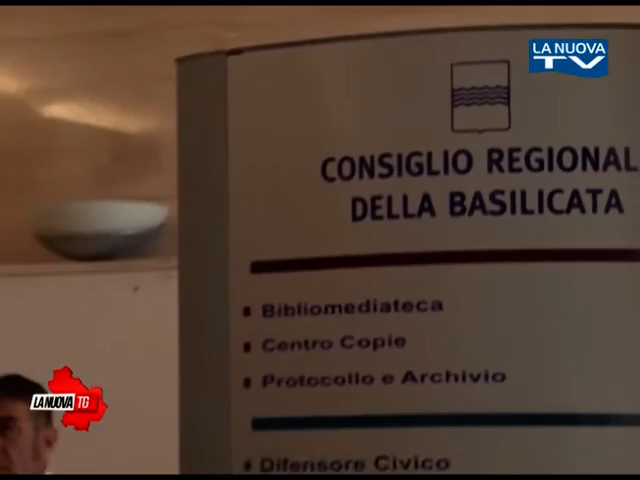 LA NUOVA
TV
CONSIGLIO REGIONAL
DELLA BASILICATA
Bibliomediateca
Centro Copie
Protocollo e Archivio
LA NUOVA TG
Difensore Civico